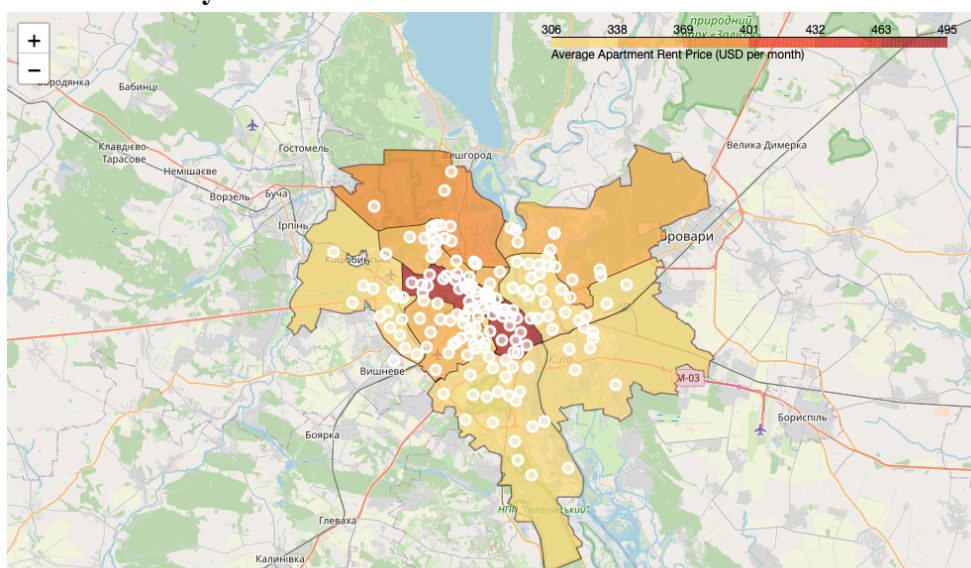 +
−
306 338 369 401 432 463 495
Average Apartment Rent Price (USD per month)
природний
Бабинці
Клавдієво-
Тарасове
Немішаєве
Ворзель
Буча
Гостомель
Ірпінь
Вишгород
Велика Димерка
Бровари
Київ
Вишневе
M-03
Бориспіль
Боярка
НПП "Голосіївський"
Глеваха
Калинівка